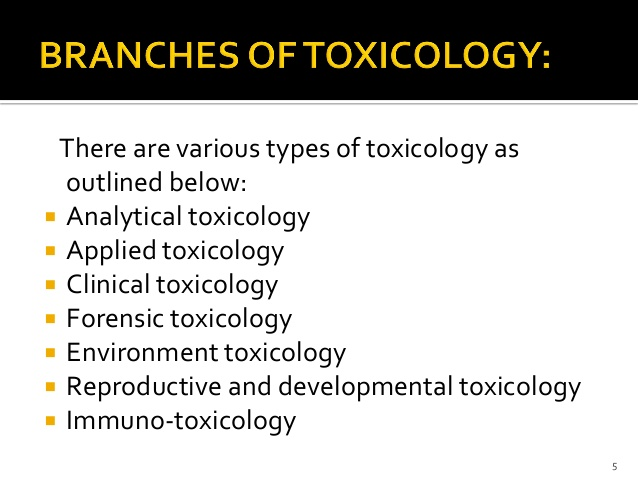 BRANCHES OF TOXICOLOGY:
There are various types of toxicology as
outlined below:
Analytical toxicology
Applied toxicology
Clinical toxicology
Forensic toxicology
Environment toxicology
Reproductive and developmental toxicology
Immuno-toxicology
5